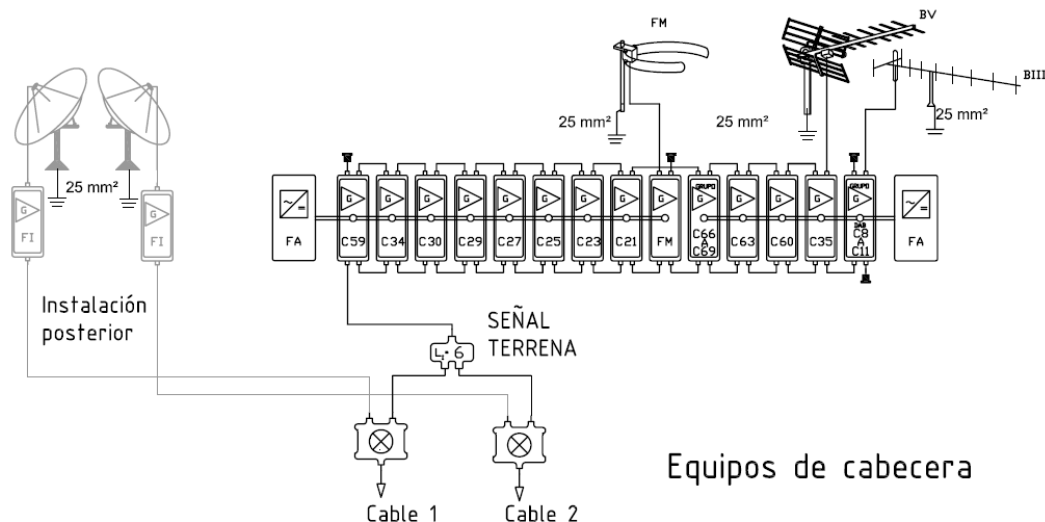 FM
BV
BIII
25 mm²
25 mm²
25 mm²
25 mm²
G
FI
G
FI
FA
G
C59
G
C34
G
C30
G
C29
G
C27
G
C25
G
C23
G
C21
G
FM
GRUPO
G
C66
A
C69
G
C63
G
C60
G
C35
GRUPO
G
DAB
C8
A
C11
FA
Instalación
posterior
SEÑAL
TERRENA
6
Equipos de cabecera
Cable 1
Cable 2